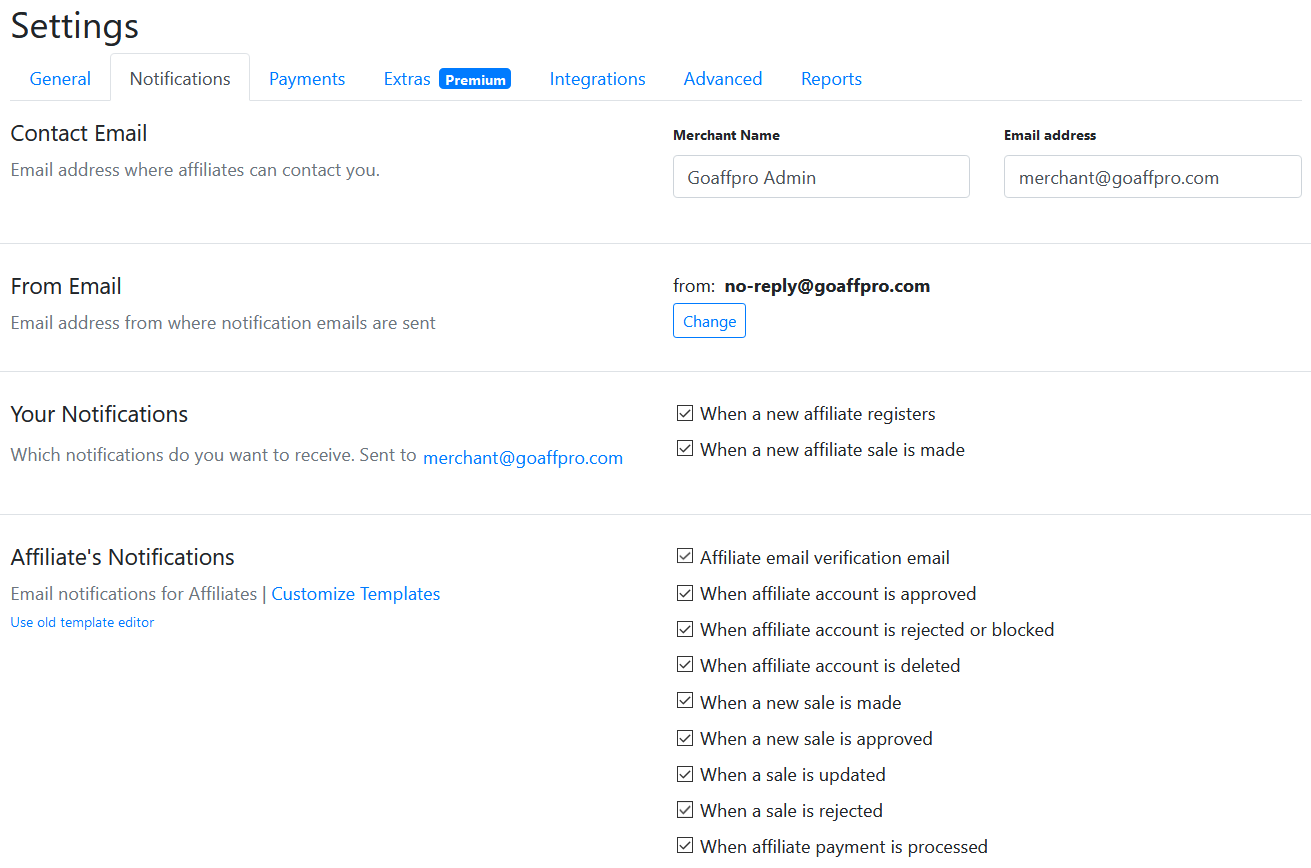 Settings
General Notifications Payments Extras Premium Integrations Advanced Reports
Contact Email
Email address where affiliates can contact you.
Merchant Name
Goaffpro Admin
Email address
merchant@goaffpro.com
From Email
Email address from where notification emails are sent
from: no-reply@goaffpro.com
Change
Your Notifications
Which notifications do you want to receive. Sent to merchant@goaffpro.com
When a new affiliate registers
When a new affiliate sale is made
Affiliate's Notifications
Email notifications for Affiliates | Customize Templates
Use old template editor
Affiliate email verification email
When affiliate account is approved
When affiliate account is rejected or blocked
When affiliate account is deleted
When a new sale is made
When a new sale is approved
When a sale is updated
When a sale is rejected
When affiliate payment is processed